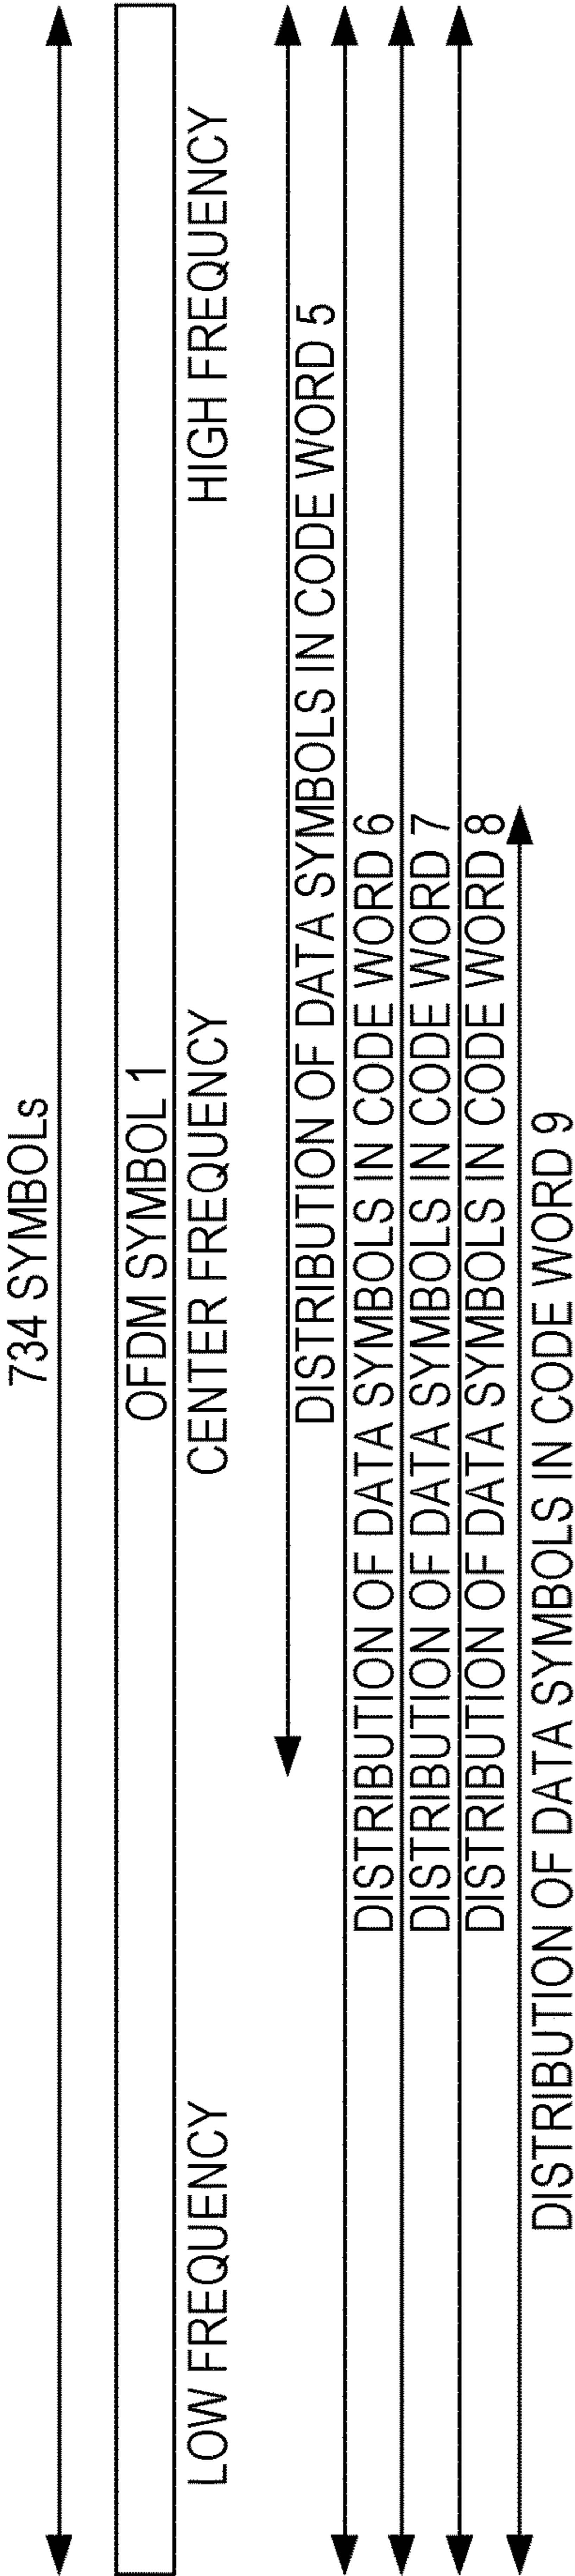 734 SYMBOLs
OFDM SYMBOL 1
LOW FREQUENCY
CENTER FREQUENCY
HIGH FREQUENCY
DISTRIBUTION OF DATA SYMBOLS IN CODE WORD 5
DISTRIBUTION OF DATA SYMBOLS IN CODE WORD 6
DISTRIBUTION OF DATA SYMBOLS IN CODE WORD 7
DISTRIBUTION OF DATA SYMBOLS IN CODE WORD 8
DISTRIBUTION OF DATA SYMBOLS IN CODE WORD 9